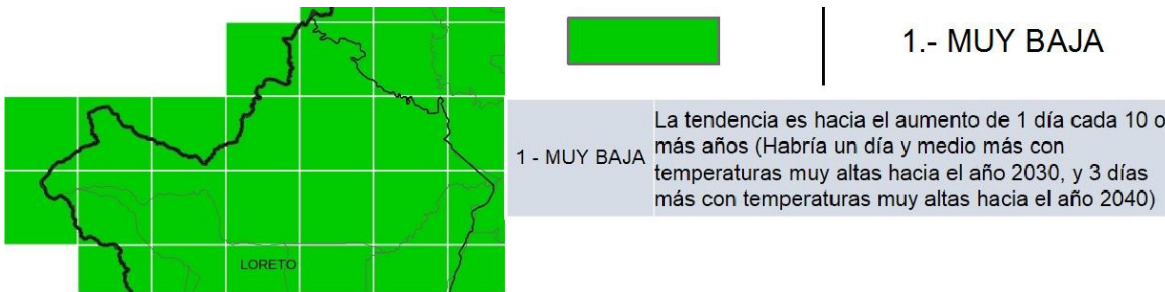 1.- MUY BAJA
1 - MUY BAJA
La tendencia es hacia el aumento de 1 día cada 10 o
más años (Habría un día y medio más con
temperaturas muy altas hacia el año 2030, y 3 días
más con temperaturas muy altas hacia el año 2040)
LORETO